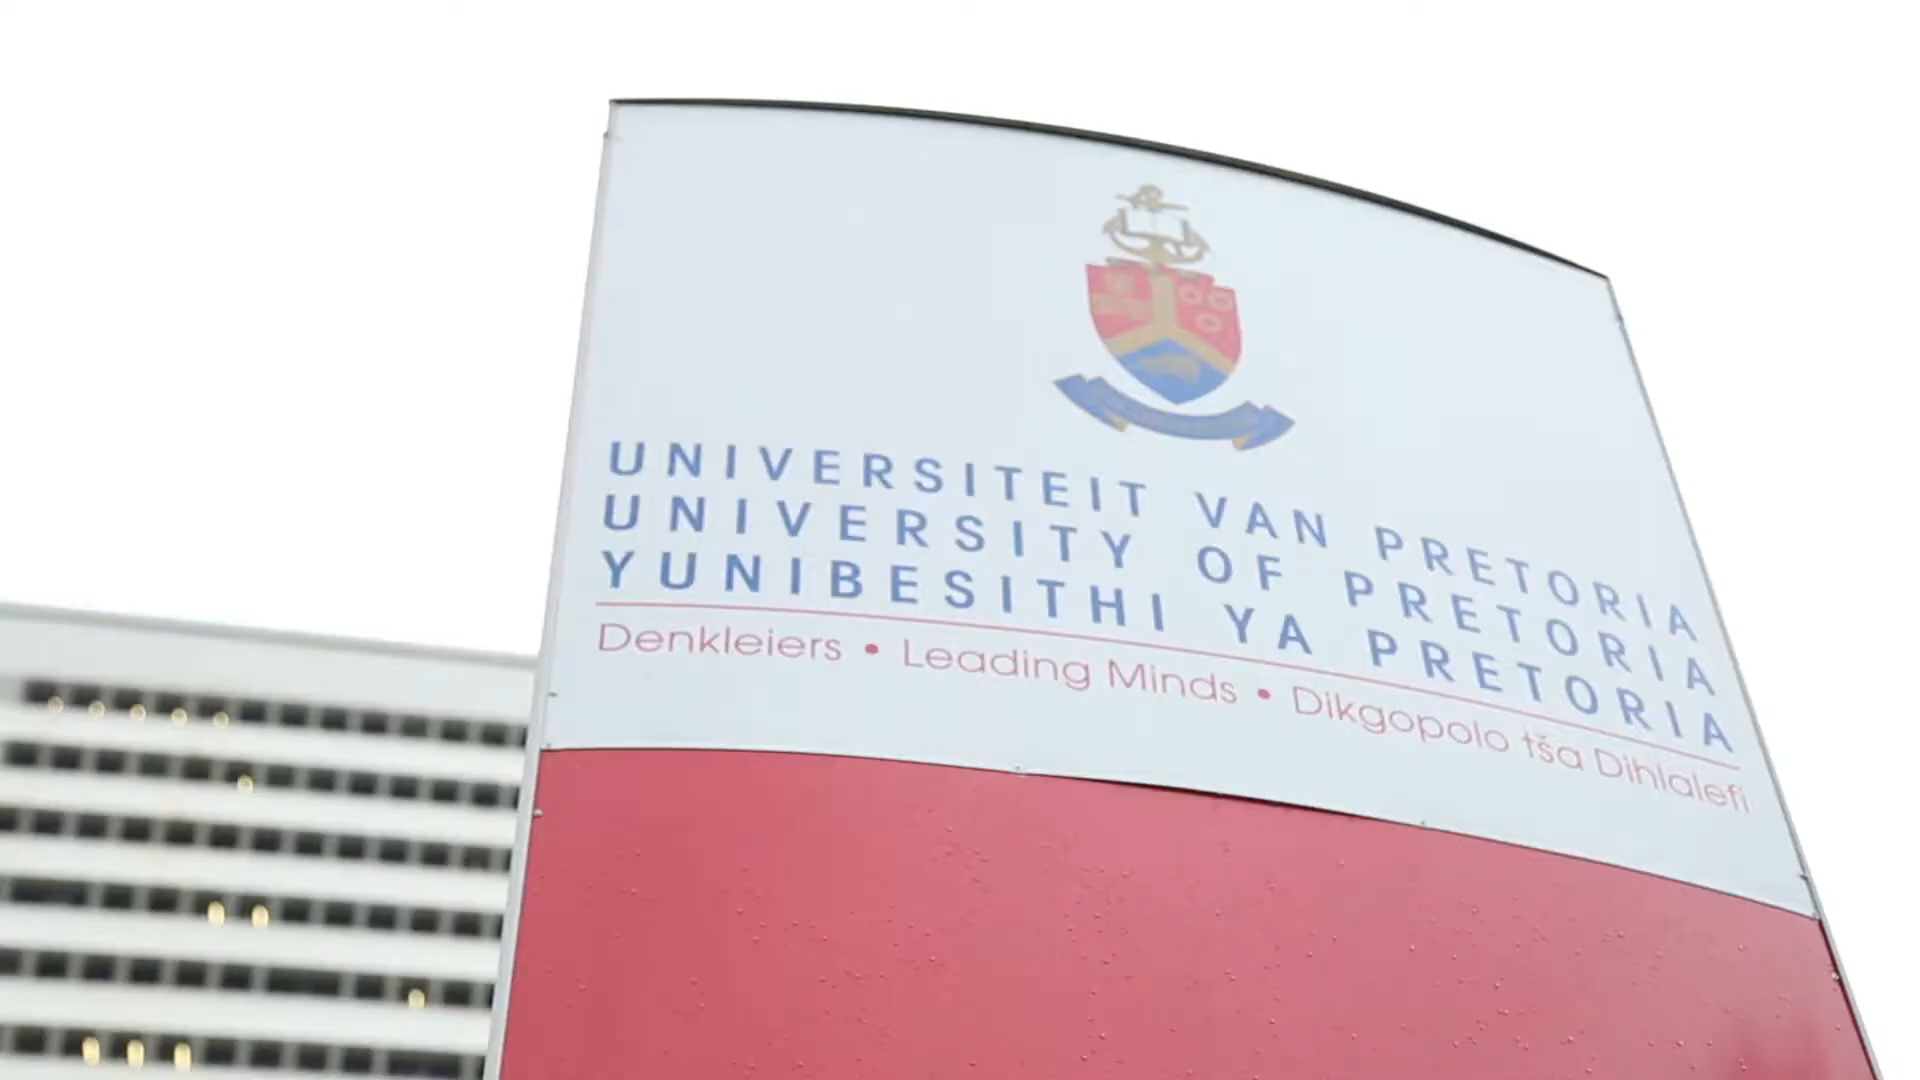 UNIVERSITEIT VAN PRETORIA
UNIVERSITY OF PRETORIA
YUNIBESITHI YA PRETORIA
Denkleiers • Leading Minds • Dikgopolo tša Dihlalefi